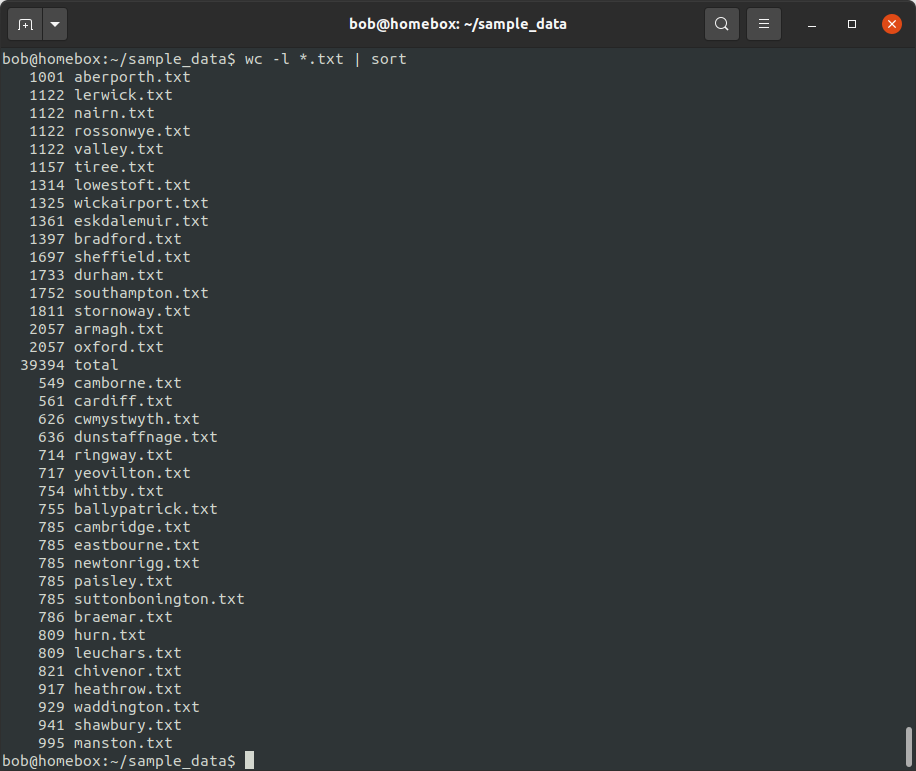 bob@homebox: ~/sample_data
bob@homebox:~/sample_data$ wc -l *.txt | sort
1001 aberporth.txt
1122 lerwick.txt
1122 nairn.txt
1122 rossonwye.txt
1122 valley.txt
1157 tiree.txt
1314 lowestoft.txt
1325 wickairport.txt
1361 eskdalemuir.txt
1397 bradford.txt
1697 sheffield.txt
1733 durham.txt
1752 southampton.txt
1811 stornoway.txt
2057 armagh.txt
2057 oxford.txt
39394 total
549 camborne.txt
561 cardiff.txt
626 cwmystwyth.txt
636 dunstaffnage.txt
714 ringway.txt
717 yeovilton.txt
754 whitby.txt
755 ballypatrick.txt
785 cambridge.txt
785 eastbourne.txt
785 newtonrigg.txt
785 paisley.txt
785 suttonbonington.txt
786 braemar.txt
809 hurn.txt
809 leuchars.txt
821 chivenor.txt
917 heathrow.txt
929 waddington.txt
941 shawbury.txt
995 manston.txt
bob@homebox:~/sample_data$